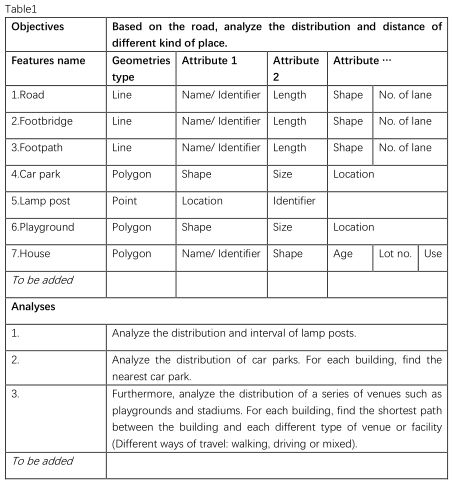 Table1
Objectives Based on the road, analyze the distribution and distance of
different kind of place.
Features name Geometries Attribute 1 Attribute Attribute ···
type 2
1.Road Line Name/ Identifier Length Shape No. of lane
2.Footbridge Line Name/ Identifier Length Shape No. of lane
3.Footpath Line Name/ Identifier Length Shape No. of lane
4.Car park Polygon Shape Size Location
5.Lamp post Point Location Identifier
6.Playground Polygon Shape Size Location
7.House Polygon Name/ Identifier Shape Age Lot no. Use
To be added
Analyses
1. Analyze the distribution and interval of lamp posts.
2. Analyze the distribution of car parks. For each building, find the
nearest car park.
3. Furthermore, analyze the distribution of a series of venues such as
playgrounds and stadiums. For each building, find the shortest path
between the building and each different type of venue or facility
(Different ways of travel: walking, driving or mixed).
To be added